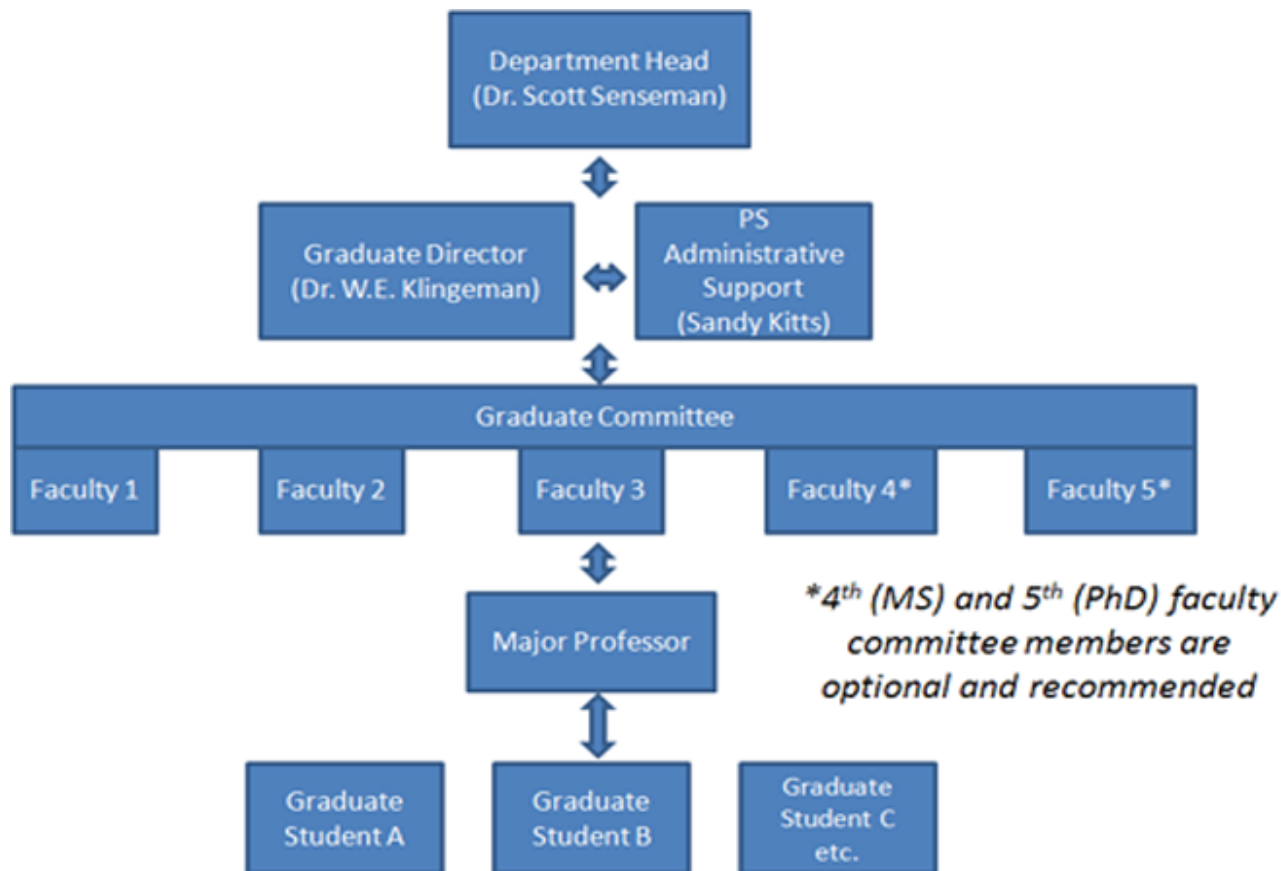 Department Head
(Dr. Scott Senseman)
Graduate Director
(Dr. W.E. Klingeman)
PS
Administrative
Support
(Sandy Kitts)
Graduate Committee
Faculty 1
Faculty 2
Faculty 3
Faculty 4*
Faculty 5*
*4th (MS) and 5th (PhD) faculty
committee members are
optional and recommended
Major Professor
Graduate
Student A
Graduate
Student B
Graduate
Student C
etc.